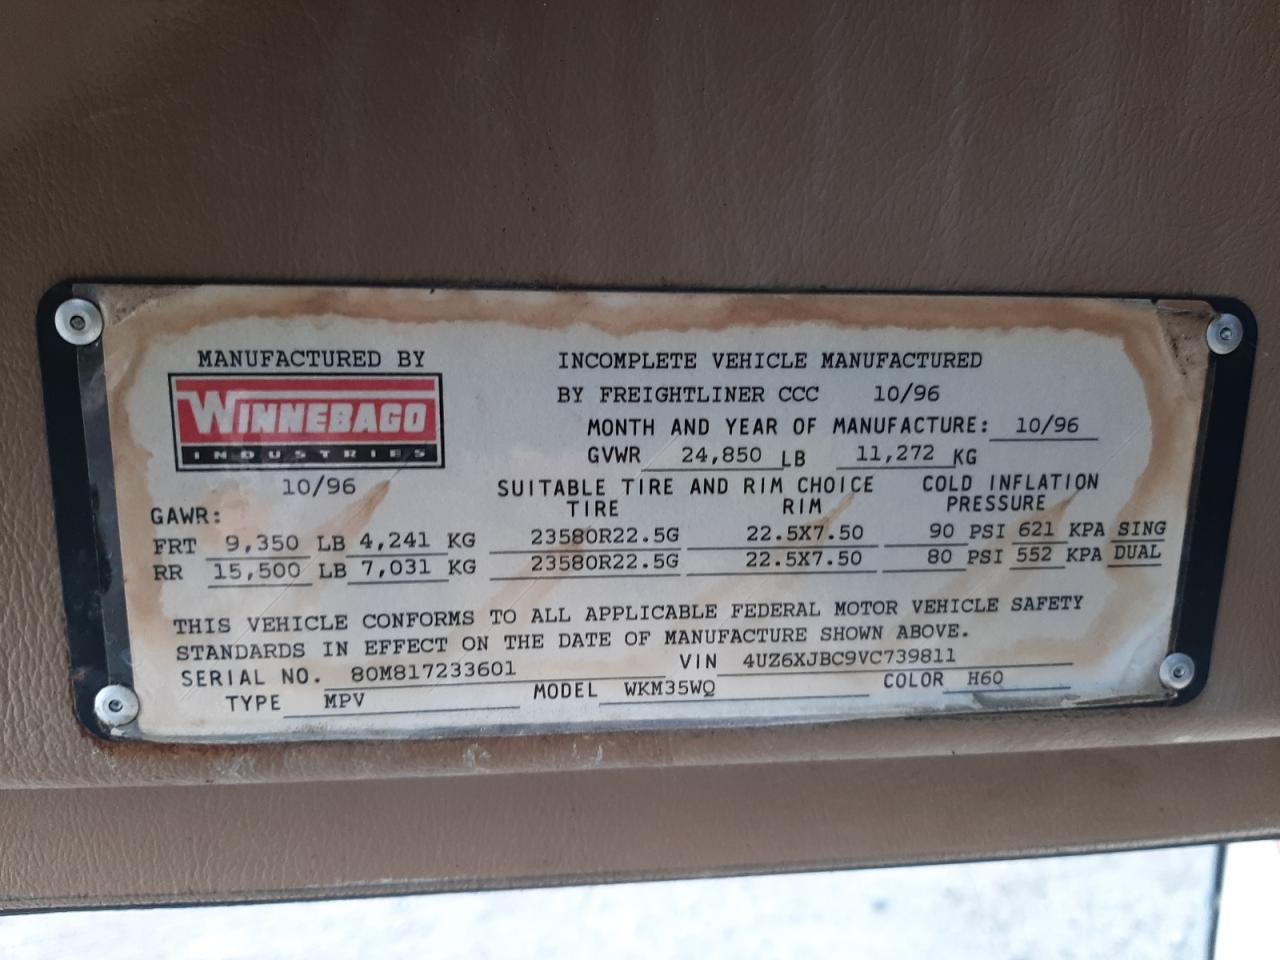 MANUFACTURED BY
WINNEBAGO
INDUSTRIES
10/96
INCOMPLETE VEHICLE MANUFACTURED
BY FREIGHTLINER CCC 10/96
MONTH AND YEAR OF MANUFACTURE: 10/96
GVWR 24,850 LB 11,272 KG
SUITABLE TIRE AND RIM CHOICE COLD INFLATION
TIRE RIM PRESSURE
GAWR:
FRT 9,350 LB 4,241 KG 23580R22.5G 22.5X7.50 90 PSI 621 KPA SING
RR 15,500 LB 7,031 KG 23580R22.5G 22.5X7.50 80 PSI 552 KPA DUAL
THIS VEHICLE CONFORMS TO ALL APPLICABLE FEDERAL MOTOR VEHICLE SAFETY
STANDARDS IN EFFECT ON THE DATE OF MANUFACTURE SHOWN ABOVE.
SERIAL NO. 80M817233601 VIN 4UZ6XJBC9VC739811
TYPE MPV MODEL WKM35WQ COLOR H60